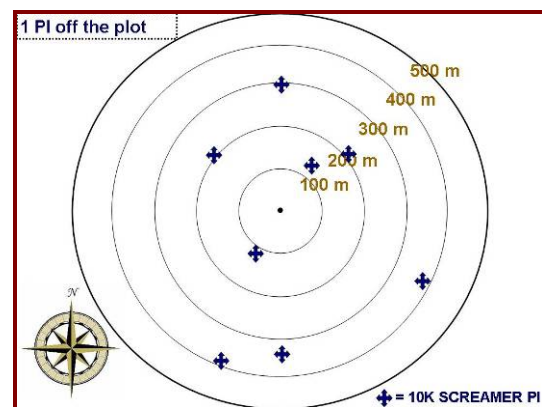 1 PI off the plot
500 m
400 m
300 m
200 m
100 m
N
= 10K SCREAMER PI